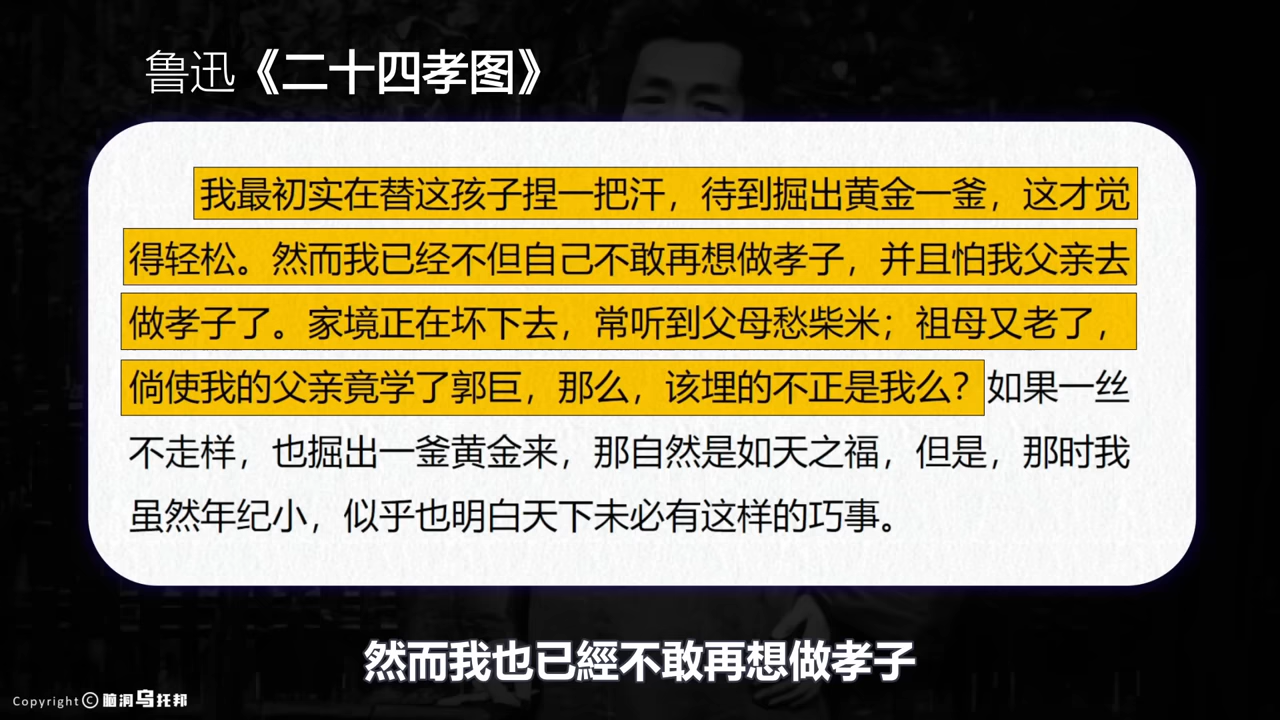 鲁迅《二十四孝图》
我最初实在替这孩子捏一把汗，待到掘出黄金一釜，这才觉
得轻松。然而我已经不但自己不敢再想做孝子，并且怕我父亲去
做孝子了。家境正在坏下去，常听到父母愁柴米；祖母又老了，
倘使我的父亲竟学了郭巨，那么，该埋的不正是我么？如果一丝
不走样，也掘出一釜黄金来，那自然是如天之福，但是，那时我
虽然年纪小，似乎也明白天下未必有这样的巧事。
然而我也已經不敢再想做孝子
Copyright © 脑洞乌托邦